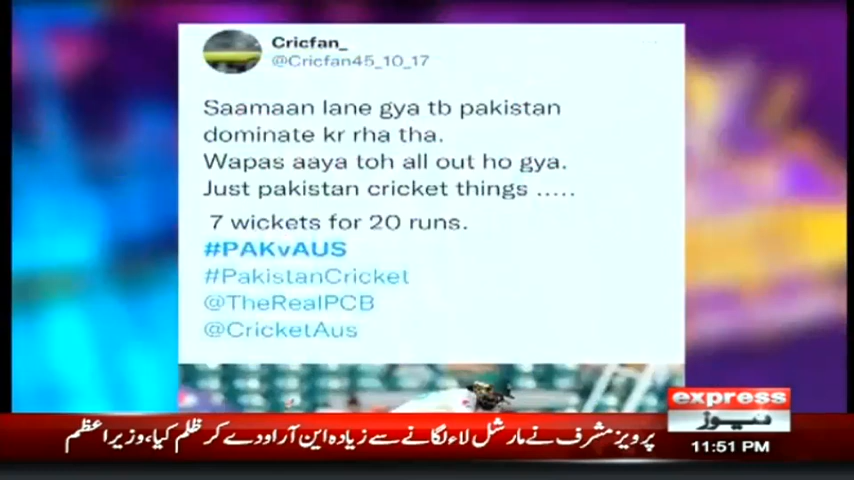 Cricfan_
@Cricfan45_10_17
Saamaan lane gya tb pakistan
dominate kr rha tha.
Wapas aaya toh all out ho gya.
Just pakistan cricket things .....
7 wickets for 20 runs.
#PAKvAUS
#PakistanCricket
@TheRealPCB
@CricketAus
express
نیوز
پرویز مشرف نے مارشل لاء لگانے سے زیادہ این آر او دے کر ظلم کیا، وزیراعظم
11:51 PM